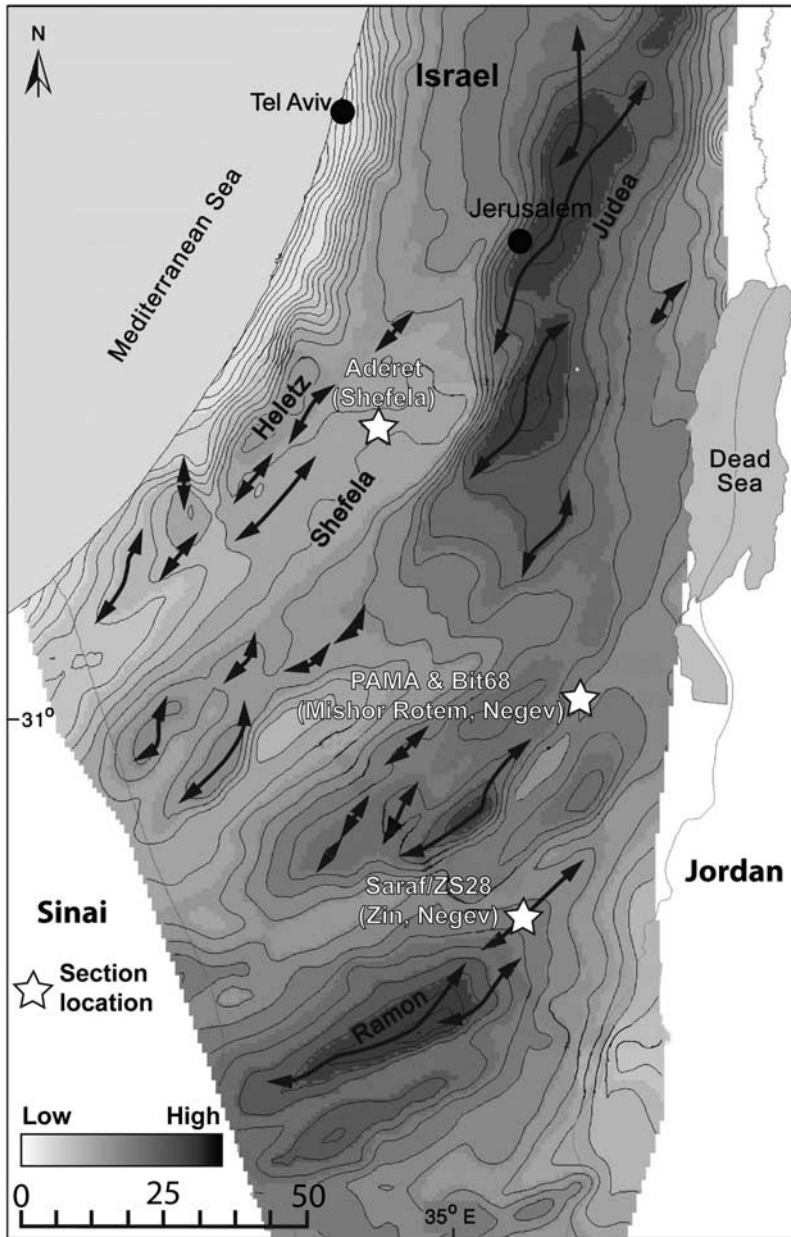 N
Israel
Tel Aviv
Mediterranean Sea
Judea
Jerusalem
Aderet
(Shefela)
Heletz
Shefela
Dead
Sea
PAMA & Bit68
(Mishor Rotem, Negev)
31°
Saraf/ZS28
(Zin, Negev)
Jordan
Sinai
Section
location
Ramon
Low High
0 25 50
35° E